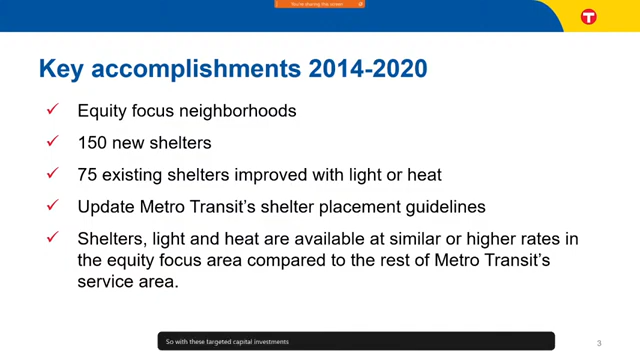 You're sharing this screen
T
Key accomplishments 2014-2020
✓ Equity focus neighborhoods
✓ 150 new shelters
✓ 75 existing shelters improved with light or heat
✓ Update Metro Transit's shelter placement guidelines
✓ Shelters, light and heat are available at similar or higher rates in
the equity focus area compared to the rest of Metro Transit's
service area.
So with these targeted capital investments
3